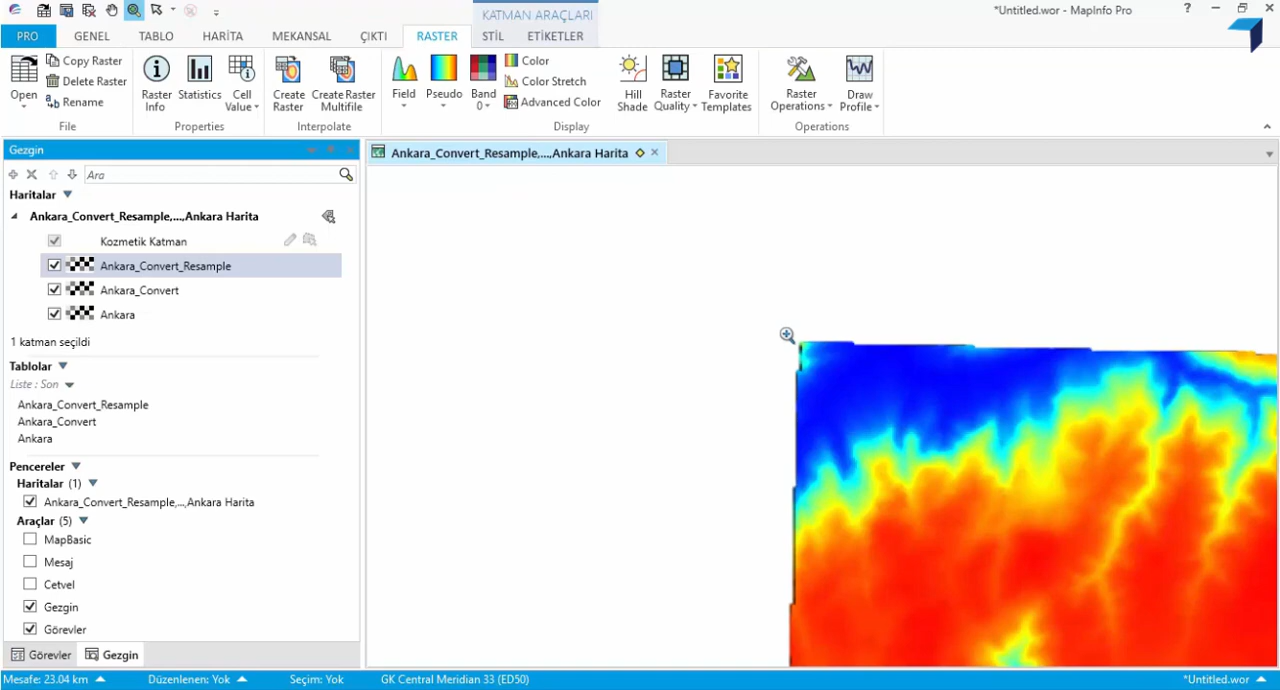 KATMAN ARAÇLARI
*Untitled.wor - MapInfo Pro
?
PRO GENEL TABLO HARİTA MEKANSAL ÇIKTI RASTER STİL ETİKETLER
Open
Copy Raster
Delete Raster
Rename
File
Raster Info
Statistics
Cell Value
Properties
Create Raster
Create Raster Multifile
Interpolate
Field
Pseudo
Band 0
Color
Color Stretch
Advanced Color
Hill Shade
Raster Quality
Favorite Templates
Display
Raster Operations
Draw Profile
Operations
Gezgin
Ara
Haritalar
Ankara_Convert_Resample,...,Ankara Harita
Kozmetik Katman
Ankara_Convert_Resample
Ankara_Convert
Ankara
1 katman seçildi
Tablolar
Liste : Son
Ankara_Convert_Resample
Ankara_Convert
Ankara
Pencereler
Haritalar (1)
Ankara_Convert_Resample,...,Ankara Harita
Araçlar (5)
MapBasic
Mesaj
Cetvel
Gezgin
Görevler
Görevler Gezgin
Ankara_Convert_Resample,...,Ankara Harita
Mesafe: 23.04 km Düzenlenen: Yok Seçim: Yok GK Central Meridian 33 (ED50) *Untitled.wor